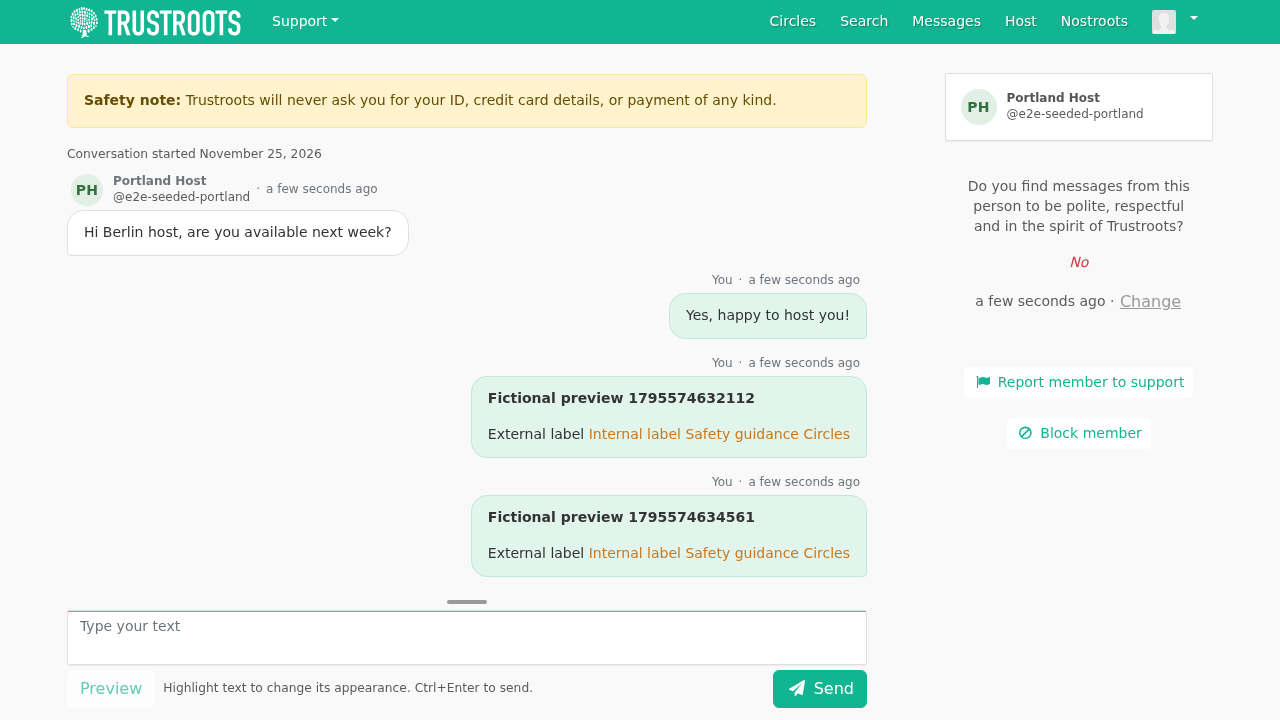 TRUSTROOTS
Support
Circles
Search
Messages
Host
Nostroots
Safety note: Trustroots will never ask you for your ID, credit card details, or payment of any kind.
Conversation started November 25, 2026
PH
Portland Host
@e2e-seeded-portland
· a few seconds ago
Hi Berlin host, are you available next week?
You · a few seconds ago
Yes, happy to host you!
You · a few seconds ago
Fictional preview 1795574632112
External label Internal label Safety guidance Circles
You · a few seconds ago
Fictional preview 1795574634561
External label Internal label Safety guidance Circles
Type your text
Preview
Highlight text to change its appearance. Ctrl+Enter to send.
Send
PH
Portland Host
@e2e-seeded-portland
Do you find messages from this
person to be polite, respectful
and in the spirit of Trustroots?
No
a few seconds ago · Change
Report member to support
Block member